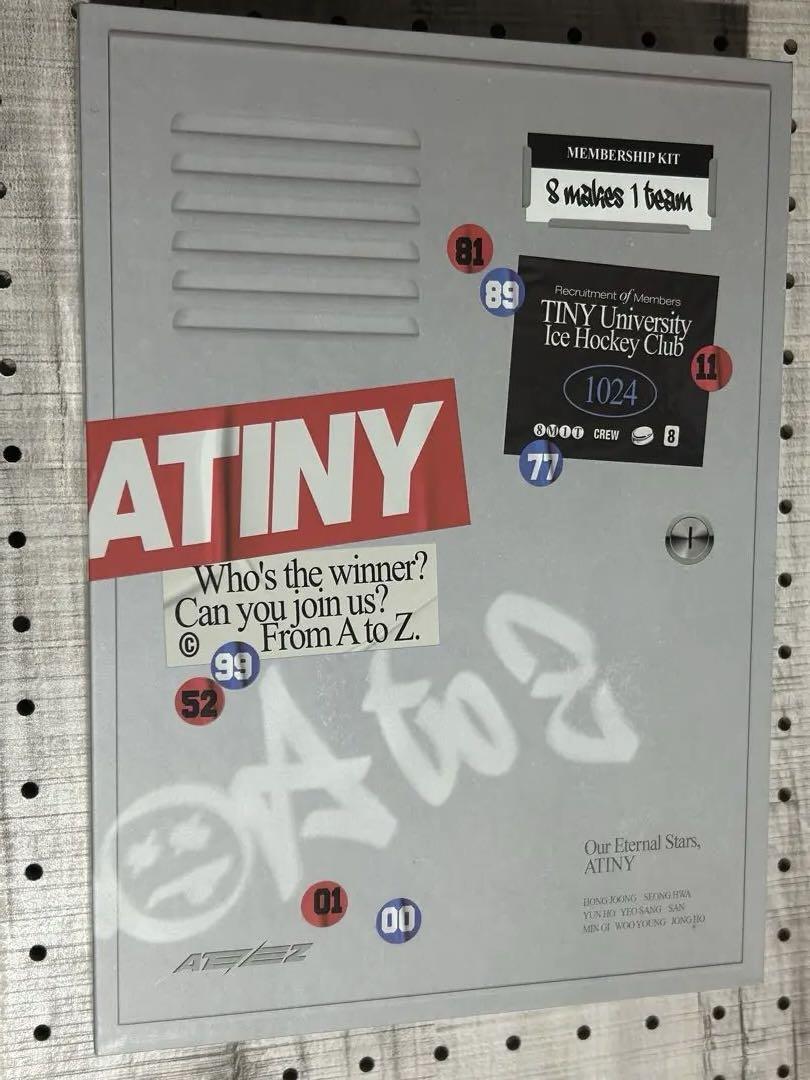 MEMBERSHIP KIT
8 makes 1 team
81
89
Recruitment of Members
TINY University
Ice Hockey Club
11
1024
8 M 1 T CREW 8
77
ATINY
Who's the winner?
Can you join us?
© From A to Z.
99
52
A to Z
Our Eternal Stars,
ATINY
HONG JOONG SEONG HWA
YUN HO YEO SANG SAN
MIN GI WOO YOUNG JONG HO
01
00
ATEEZ